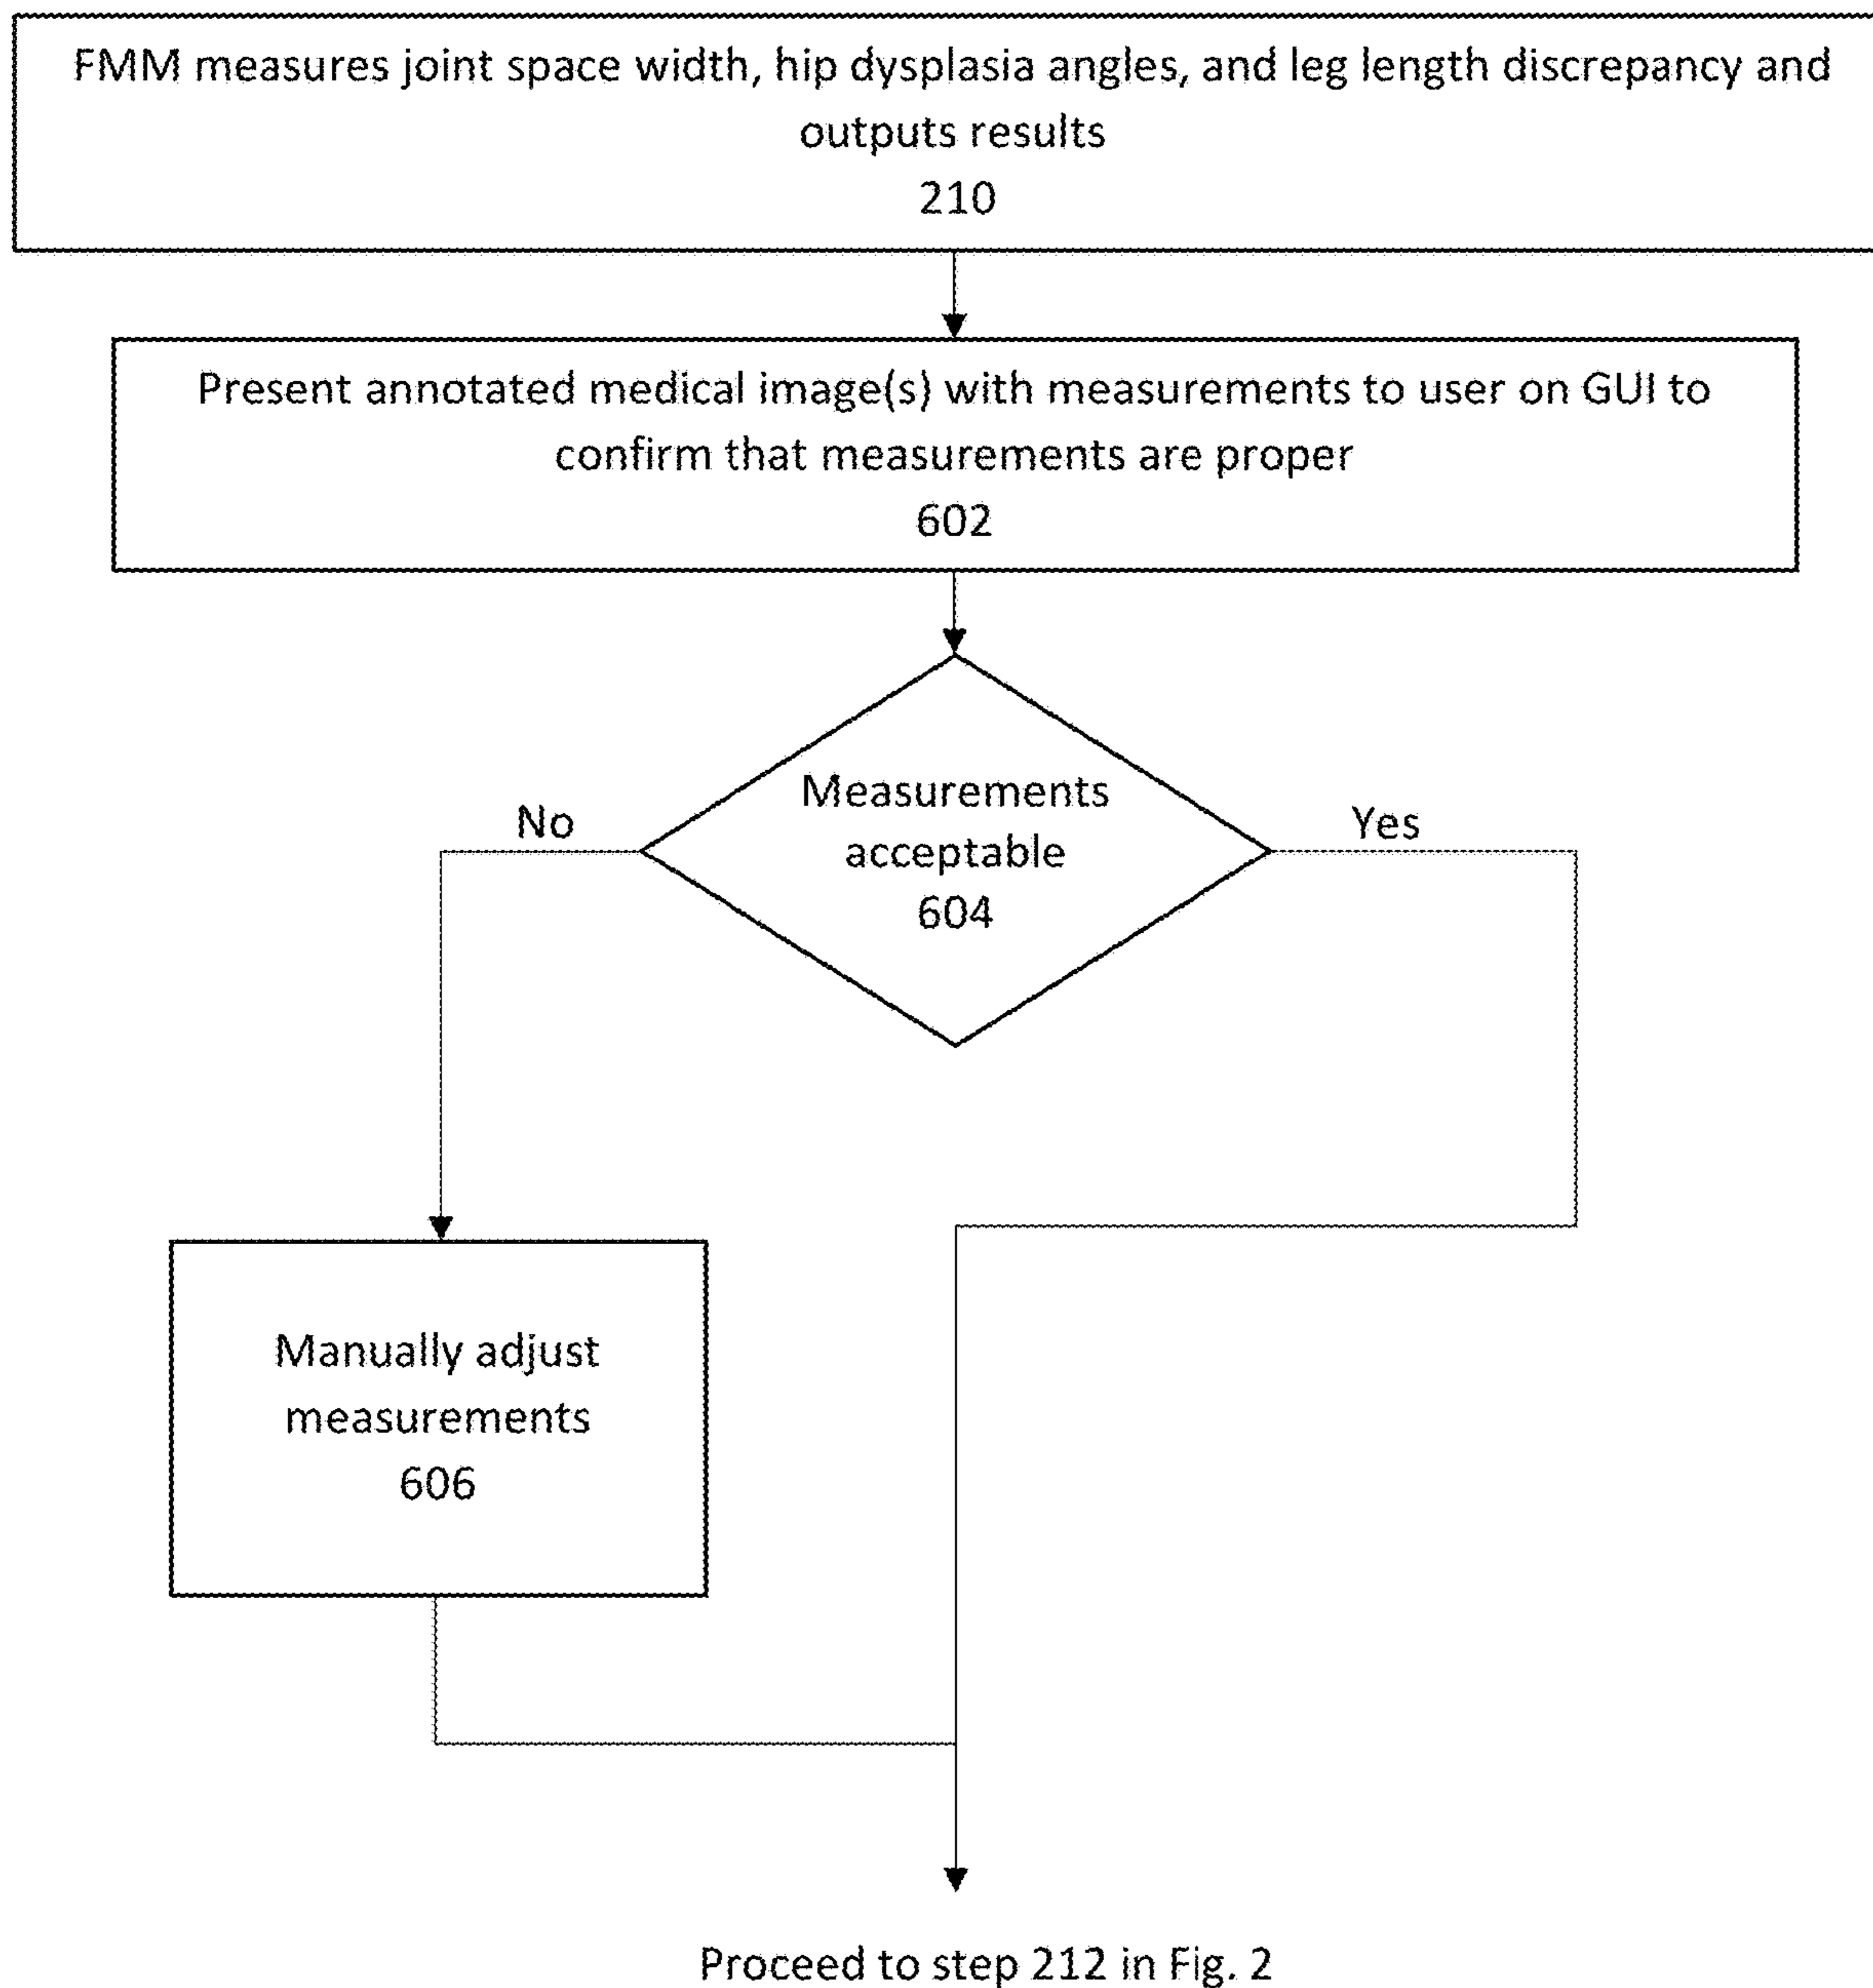 FMM measures joint space width, hip dysplasia angles, and leg length discrepancy and
outputs results
210
Present annotated medical image(s) with measurements to user on GUI to
confirm that measurements are proper
602
Measurements
acceptable
604
No
Yes
Manually adjust
measurements
606
Proceed to step 212 in Fig. 2